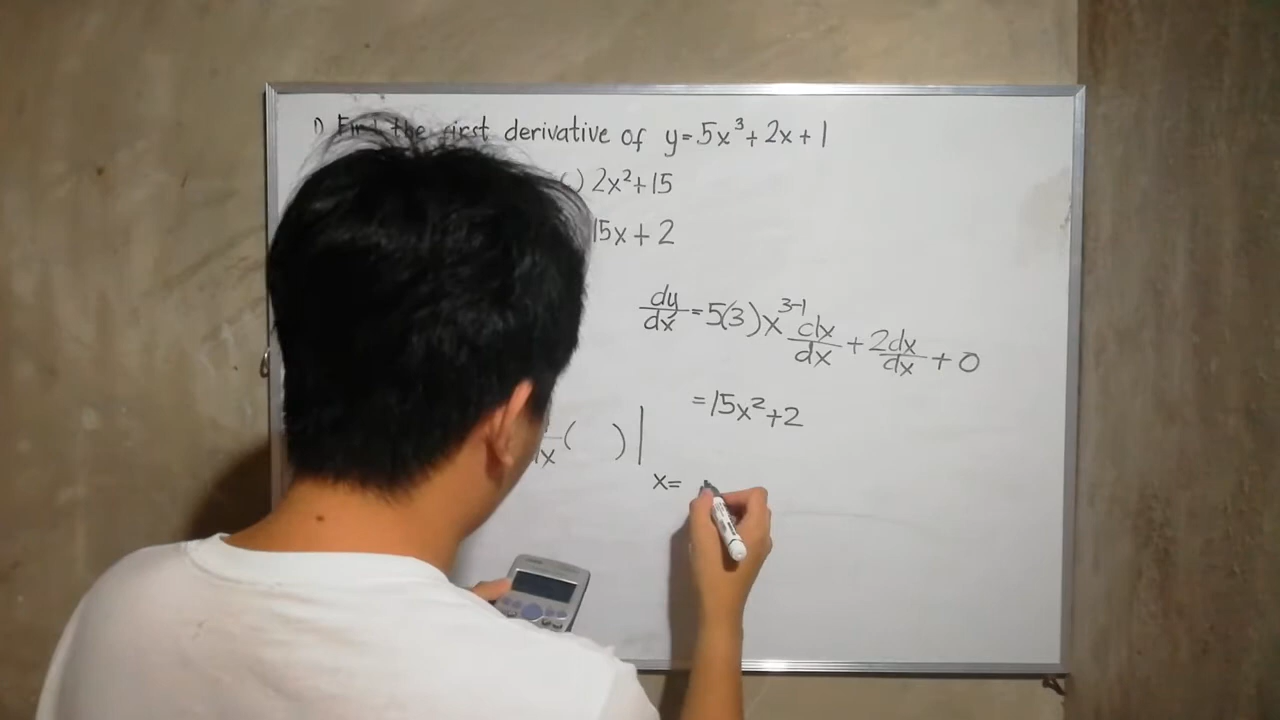 1) Find the first derivative of y=5x³+2x+1
C) 2x²+15
15x+2
dy/dx = 5(3)x³⁻¹ dx/dx + 2dx/dx + 0
=15x²+2
( ) |
x=